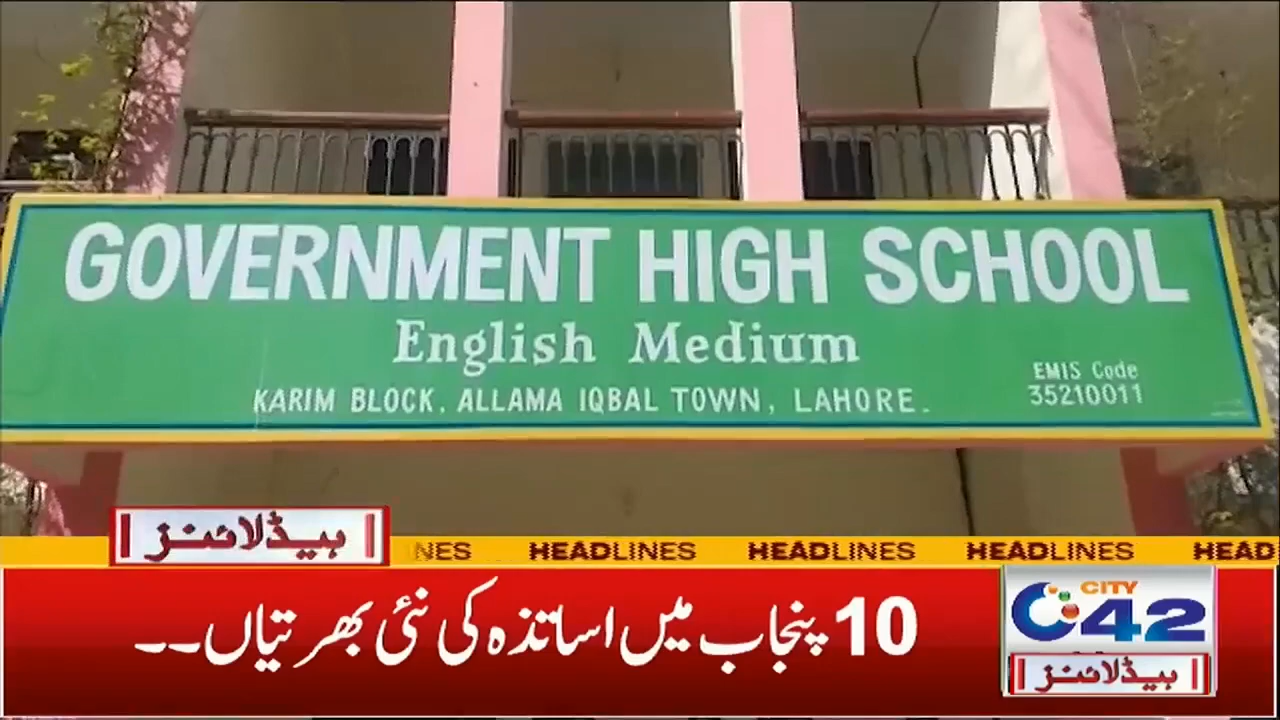 GOVERNMENT HIGH SCHOOL
English Medium
KARIM BLOCK, ALLAMA IQBAL TOWN, LAHORE.
EMIS Code
35210011
ہیڈلائنز
NES HEADLINES HEADLINES HEADLINES HEAD
10 پنجاب میں اساتذہ کی نئی بھرتیاں۔۔
CITY
42
ہیڈلائنز